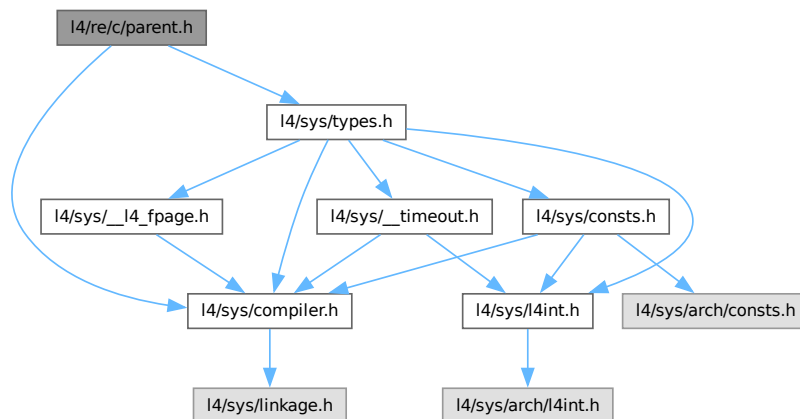 l4/re/c/parent.h
l4/sys/types.h
l4/sys/__l4_fpage.h
l4/sys/__timeout.h
l4/sys/consts.h
l4/sys/compiler.h
l4/sys/l4int.h
l4/sys/arch/consts.h
l4/sys/linkage.h
l4/sys/arch/l4int.h